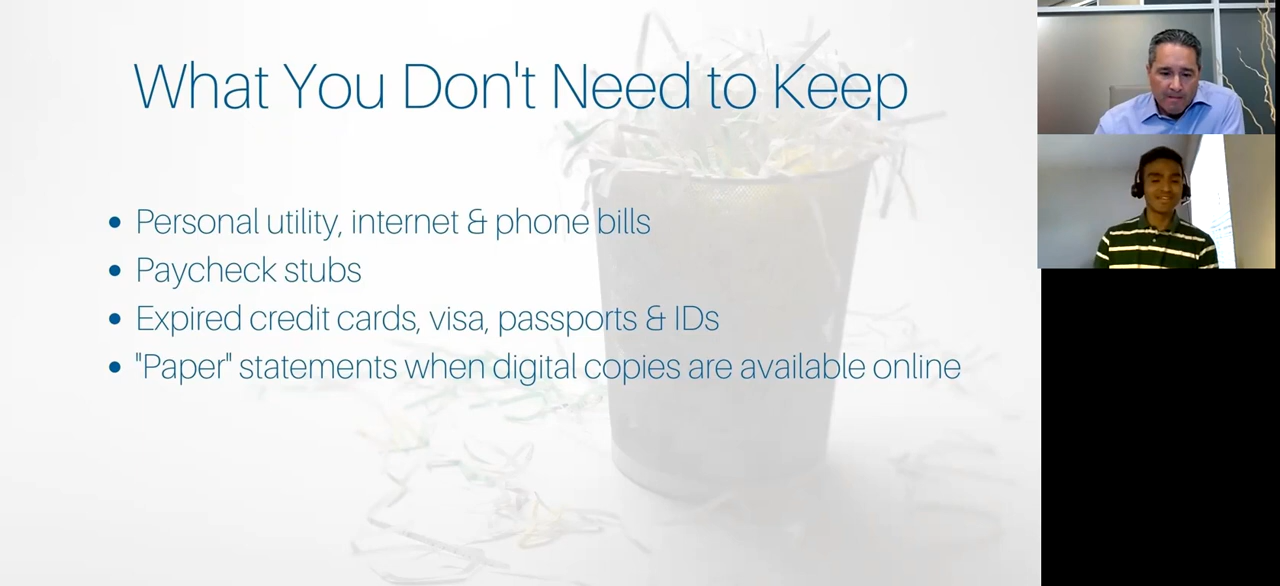 What You Don't Need to Keep
Personal utility, internet & phone bills
Paycheck stubs
Expired credit cards, visa, passports & IDs
"Paper" statements when digital copies are available online